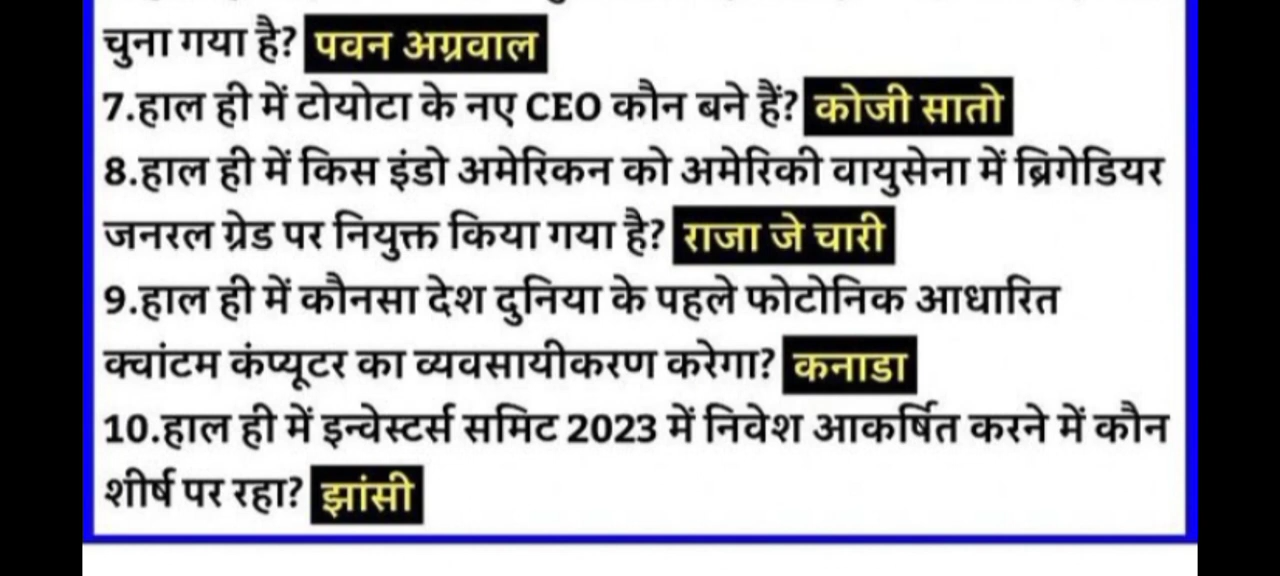 चुना गया है? पवन अग्रवाल
7.हाल ही में टोयोटा के नए CEO कौन बने हैं? कोजी सातो
8.हाल ही में किस इंडो अमेरिकन को अमेरिकी वायुसेना में ब्रिगेडियर
जनरल ग्रेड पर नियुक्त किया गया है? राजा जे चारी
9.हाल ही में कौनसा देश दुनिया के पहले फोटोनिक आधारित
क्वांटम कंप्यूटर का व्यवसायीकरण करेगा? कनाडा
10.हाल ही में इन्वेस्टर्स समिट 2023 में निवेश आकर्षित करने में कौन
शीर्ष पर रहा? झांसी